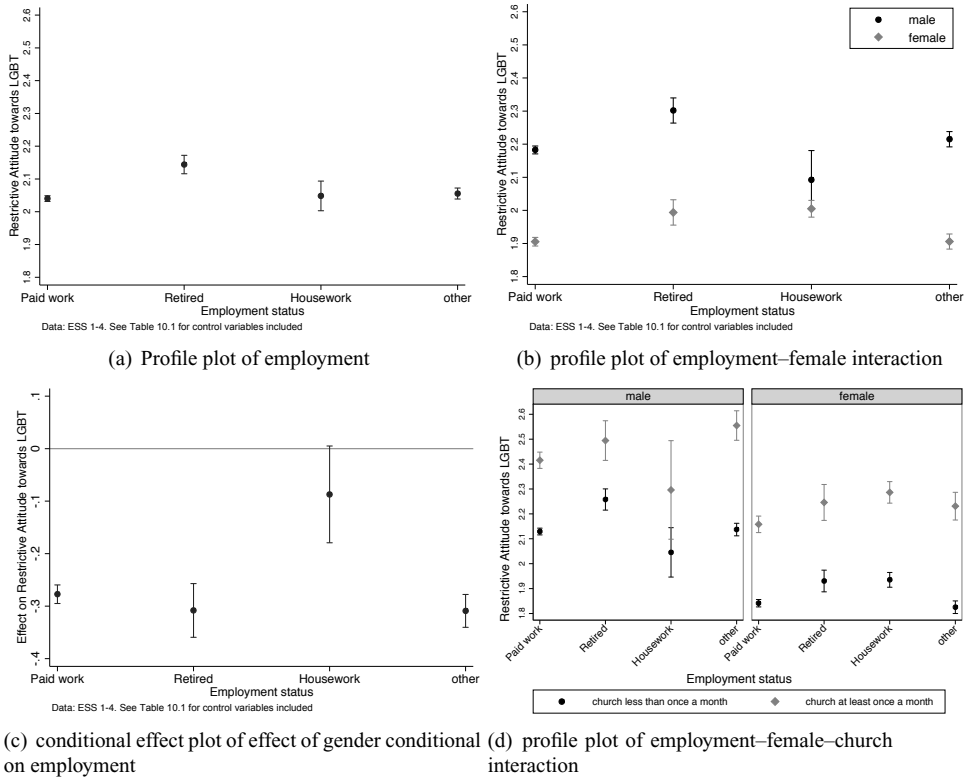 Restrictive Attitude towards LGBT
2.6
2.5
2.4
2.3
2.2
2.1
2
1.9
1.8
Paid work Retired Housework other
Employment status
Data: ESS 1-4. See Table 10.1 for control variables included
(a) Profile plot of employment
male
female
Restrictive Attitude towards LGBT
2.6
2.5
2.4
2.3
2.2
2.1
2
1.9
1.8
Paid work Retired Housework other
Employment status
Data: ESS 1-4. See Table 10.1 for control variables included
(b) profile plot of employment–female interaction
Effect on Restrictive Attitude towards LGBT
.1
0
-.1
-.2
-.3
-.4
Paid work Retired Housework other
Employment status
Data: ESS 1-4. See Table 10.1 for control variables included
(c) conditional effect plot of effect of gender conditional
on employment
male female
Restrictive Attitude towards LGBT
2.6
2.5
2.4
2.3
2.2
2.1
2
1.9
1.8
Paid work Retired Housework other Paid work Retired Housework other
Employment status
church less than once a month church at least once a month
(d) profile plot of employment–female–church
interaction